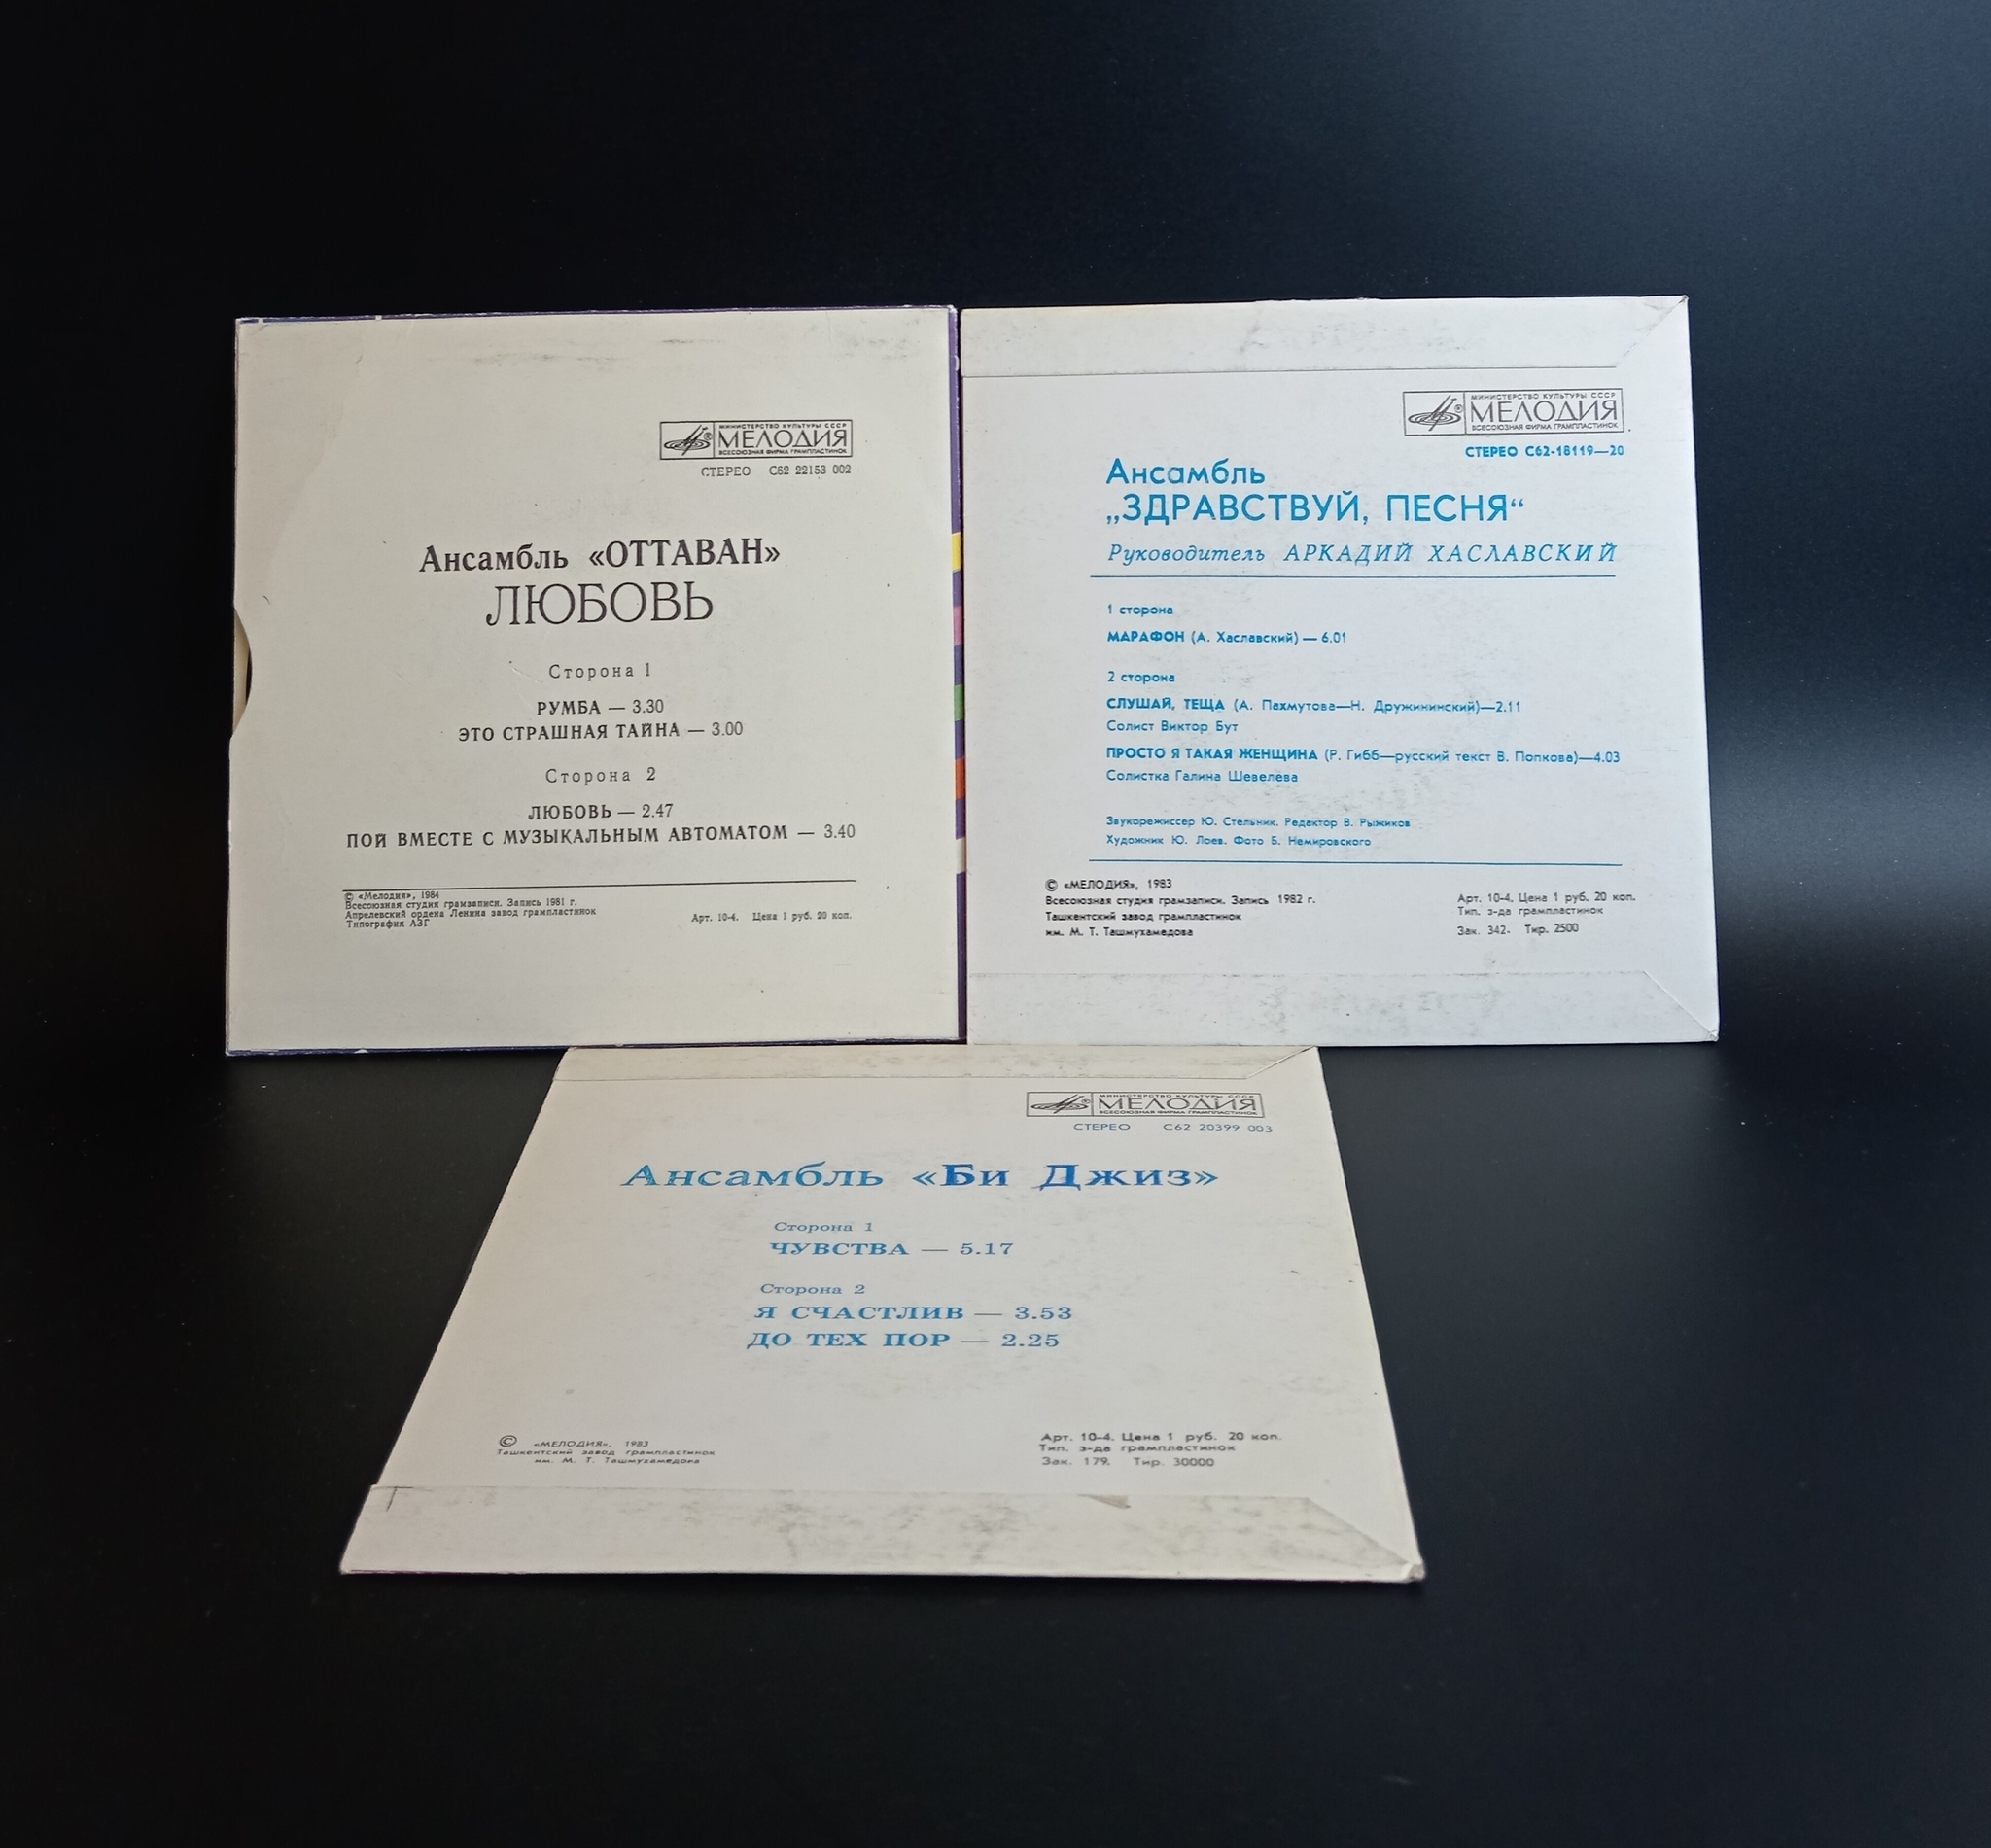 МИНИСТЕРСТВО КУЛЬТУРЫ СССР
МЕЛОДИЯ
ВСЕСОЮЗНАЯ ФИРМА ГРАМПЛАСТИНОК
СТЕРЕО С62 22153 002
Ансамбль «ОТТАВАН»
ЛЮБОВЬ
Сторона 1
РУМБА — 3.30
ЭТО СТРАШНАЯ ТАЙНА — 3.00
Сторона 2
ЛЮБОВЬ — 2.47
ПОЙ ВМЕСТЕ С МУЗЫКАЛЬНЫМ АВТОМАТОМ — 3.40
© «Мелодия», 1984
Всесоюзная студия грамзаписи. Запись 1981 г.
Апрелевский ордена Ленина завод грампластинок
Типография АЗГ
Арт. 10-4. Цена 1 руб. 20 коп.
МИНИСТЕРСТВО КУЛЬТУРЫ СССР
МЕЛОДИЯ
ВСЕСОЮЗНАЯ ФИРМА ГРАМПЛАСТИНОК
СТЕРЕО С62-18119—20
Ансамбль
„ЗДРАВСТВУЙ, ПЕСНЯ“
Руководитель АРКАДИЙ ХАСЛАВСКИЙ
1 сторона
МАРАФОН (А. Хаславский) — 6.01
2 сторона
СЛУШАЙ, ТЕЩА (А. Пахмутова—Н. Дружининский)—2.11
Солист Виктор Бут
ПРОСТО Я ТАКАЯ ЖЕНЩИНА (Р. Гибб—русский текст В. Попкова)—4.03
Солистка Галина Шевелёва
Звукорежиссер Ю. Стельник. Редактор В. Рыжиков
Художник Ю. Лоев. Фото Б. Немировского
© «МЕЛОДИЯ», 1983
Всесоюзная студия грамзаписи. Запись 1982 г.
Ташкентский завод грампластинок
им. М. Т. Ташмухамедова
Арт. 10-4. Цена 1 руб. 20 коп.
Тип. з-да грампластинок
Зак. 342. Тир. 2500
МИНИСТЕРСТВО КУЛЬТУРЫ СССР
МЕЛОДИЯ
ВСЕСОЮЗНАЯ ФИРМА ГРАМПЛАСТИНОК
СТЕРЕО С62 20399 003
Ансамбль «Би Джиз»
Сторона 1
ЧУВСТВА — 5.17
Сторона 2
Я СЧАСТЛИВ — 3.53
ДО ТЕХ ПОР — 2.25
© «МЕЛОДИЯ», 1983
Ташкентский завод грампластинок
им. М. Т. Ташмухамедова
Арт. 10-4. Цена 1 руб. 20 коп.
Тип. з-да грампластинок
Зак. 179. Тир. 30000